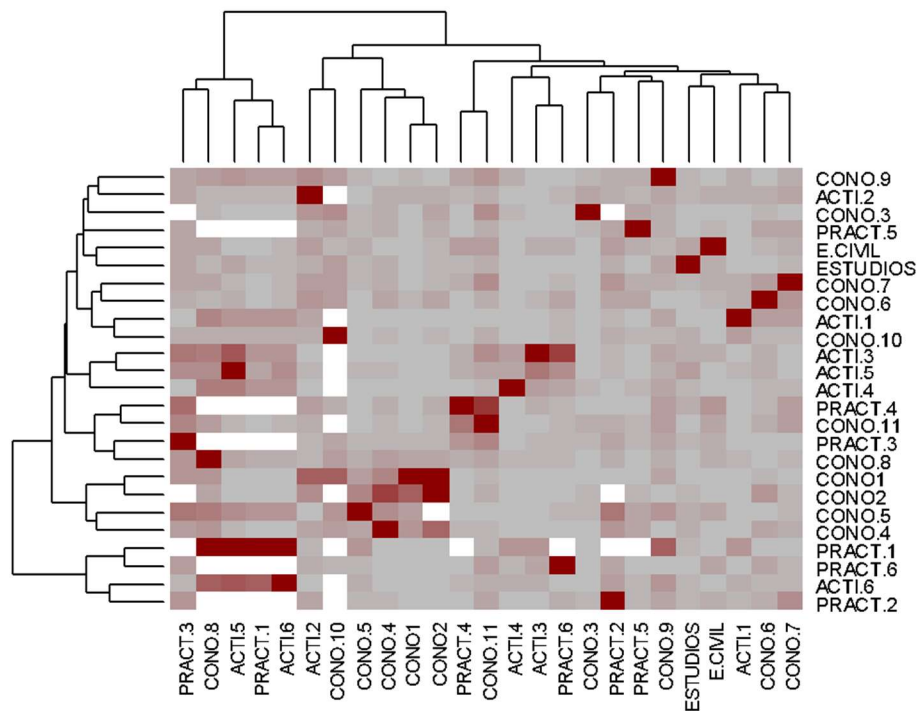 CONO.9
ACTI.2
CONO.3
PRACT.5
E.CIVIL
ESTUDIOS
CONO.7
CONO.6
ACTI.1
CONO.10
ACTI.3
ACTI.5
ACTI.4
PRACT.4
CONO.11
PRACT.3
CONO.8
CONO1
CONO2
CONO.5
CONO.4
PRACT.1
PRACT.6
ACTI.6
PRACT.2
PRACT.3
CONO.8
ACTI.5
PRACT.1
ACTI.6
ACTI.2
CONO.10
CONO.5
CONO.4
CONO1
CONO2
PRACT.4
CONO.11
ACTI.4
ACTI.3
PRACT.6
CONO.3
PRACT.2
PRACT.5
CONO.9
ESTUDIOS
E.CIVIL
ACTI.1
CONO.6
CONO.7